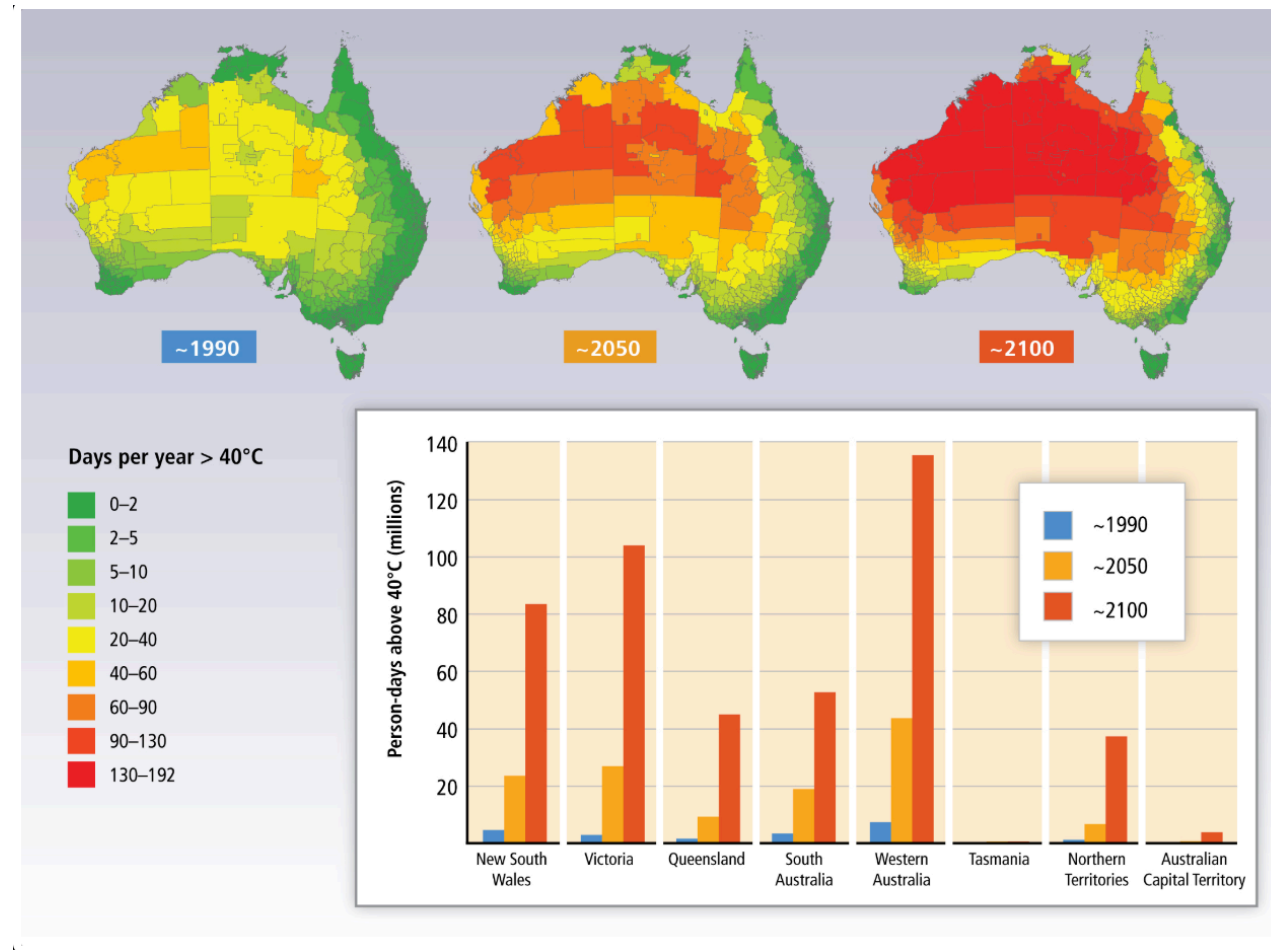 ~1990
~2050
~2100
Days per year > 40°C
0–2
2–5
5–10
10–20
20–40
40–60
60–90
90–130
130–192
Person-days above 40°C (millions)
140
120
100
80
60
40
20
~1990
~2050
~2100
New South
Wales
Victoria
Queensland
South
Australia
Western
Australia
Tasmania
Northern
Territories
Australian
Capital Territory